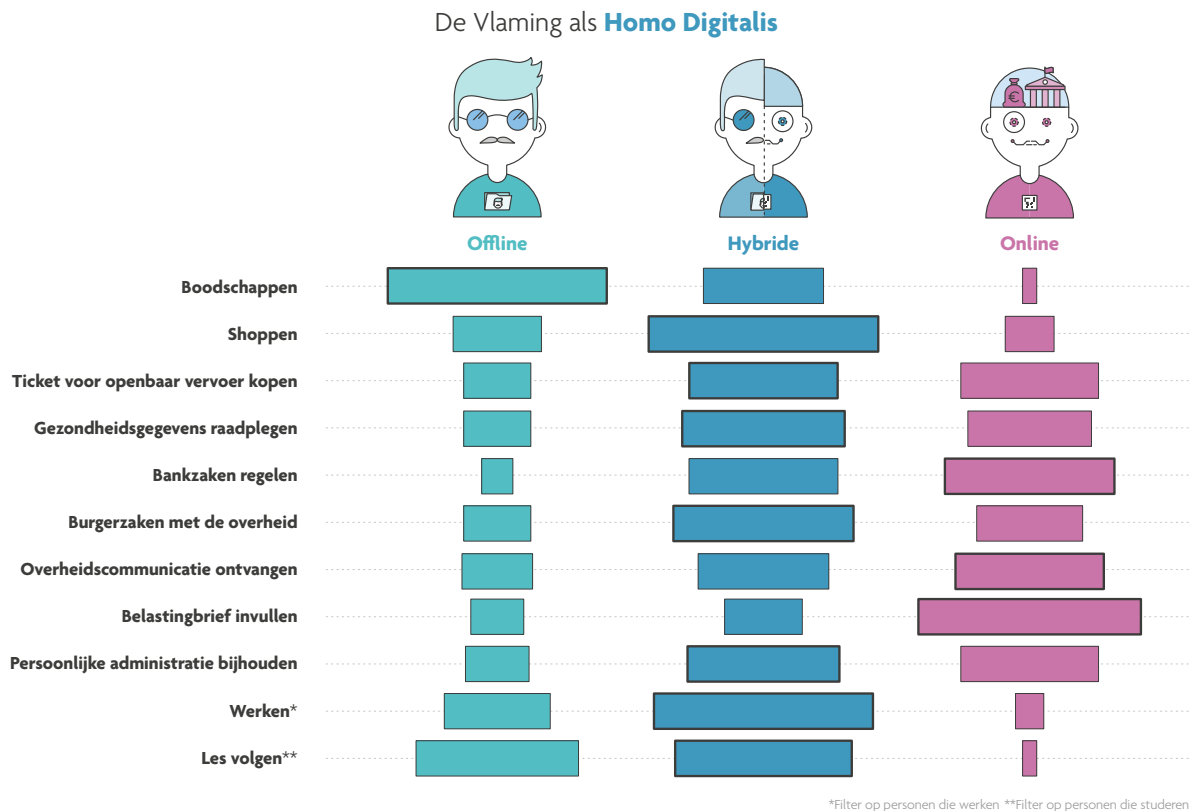 De Vlaming als Homo Digitalis
Offline Hybride Online
Boodschappen
Shoppen
Ticket voor openbaar vervoer kopen
Gezondheidsgegevens raadplegen
Bankzaken regelen
Burgerzaken met de overheid
Overheidscommunicatie ontvangen
Belastingbrief invullen
Persoonlijke administratie bijhouden
Werken*
Les volgen**
*Filter op personen die werken **Filter op personen die studeren